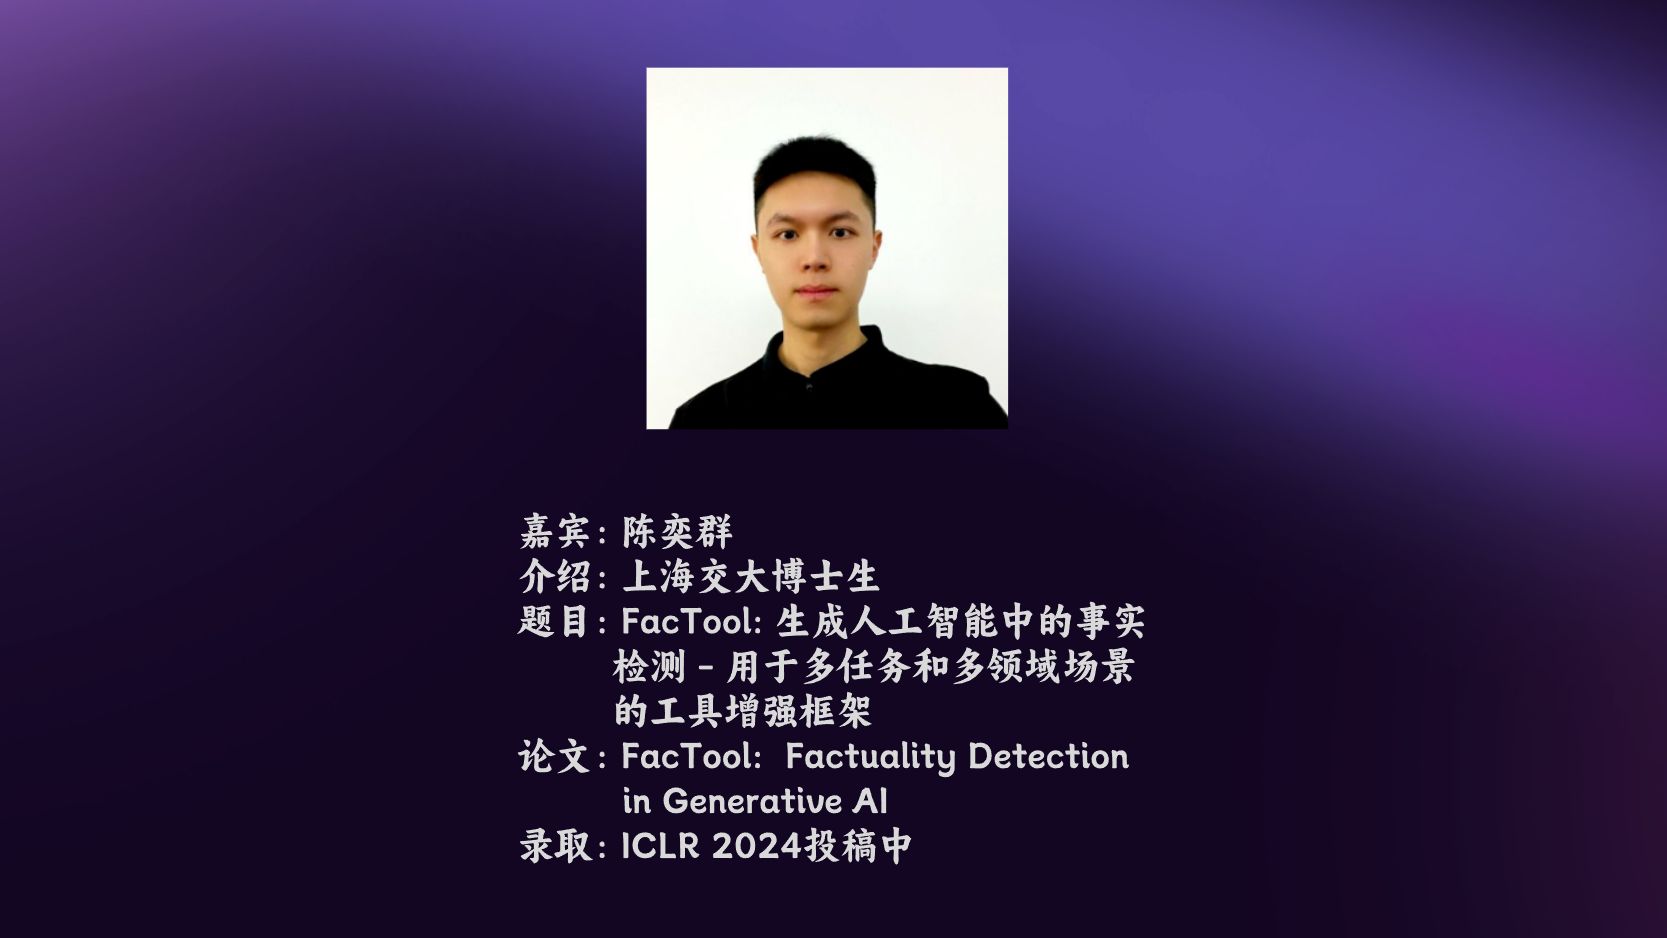 嘉宾：陈奕群
介绍：上海交大博士生
题目：FacTool: 生成人工智能中的事实
检测 – 用于多任务和多领域场景
的工具增强框架
论文：FacTool:  Factuality Detection
in Generative AI
录取：ICLR 2024投稿中